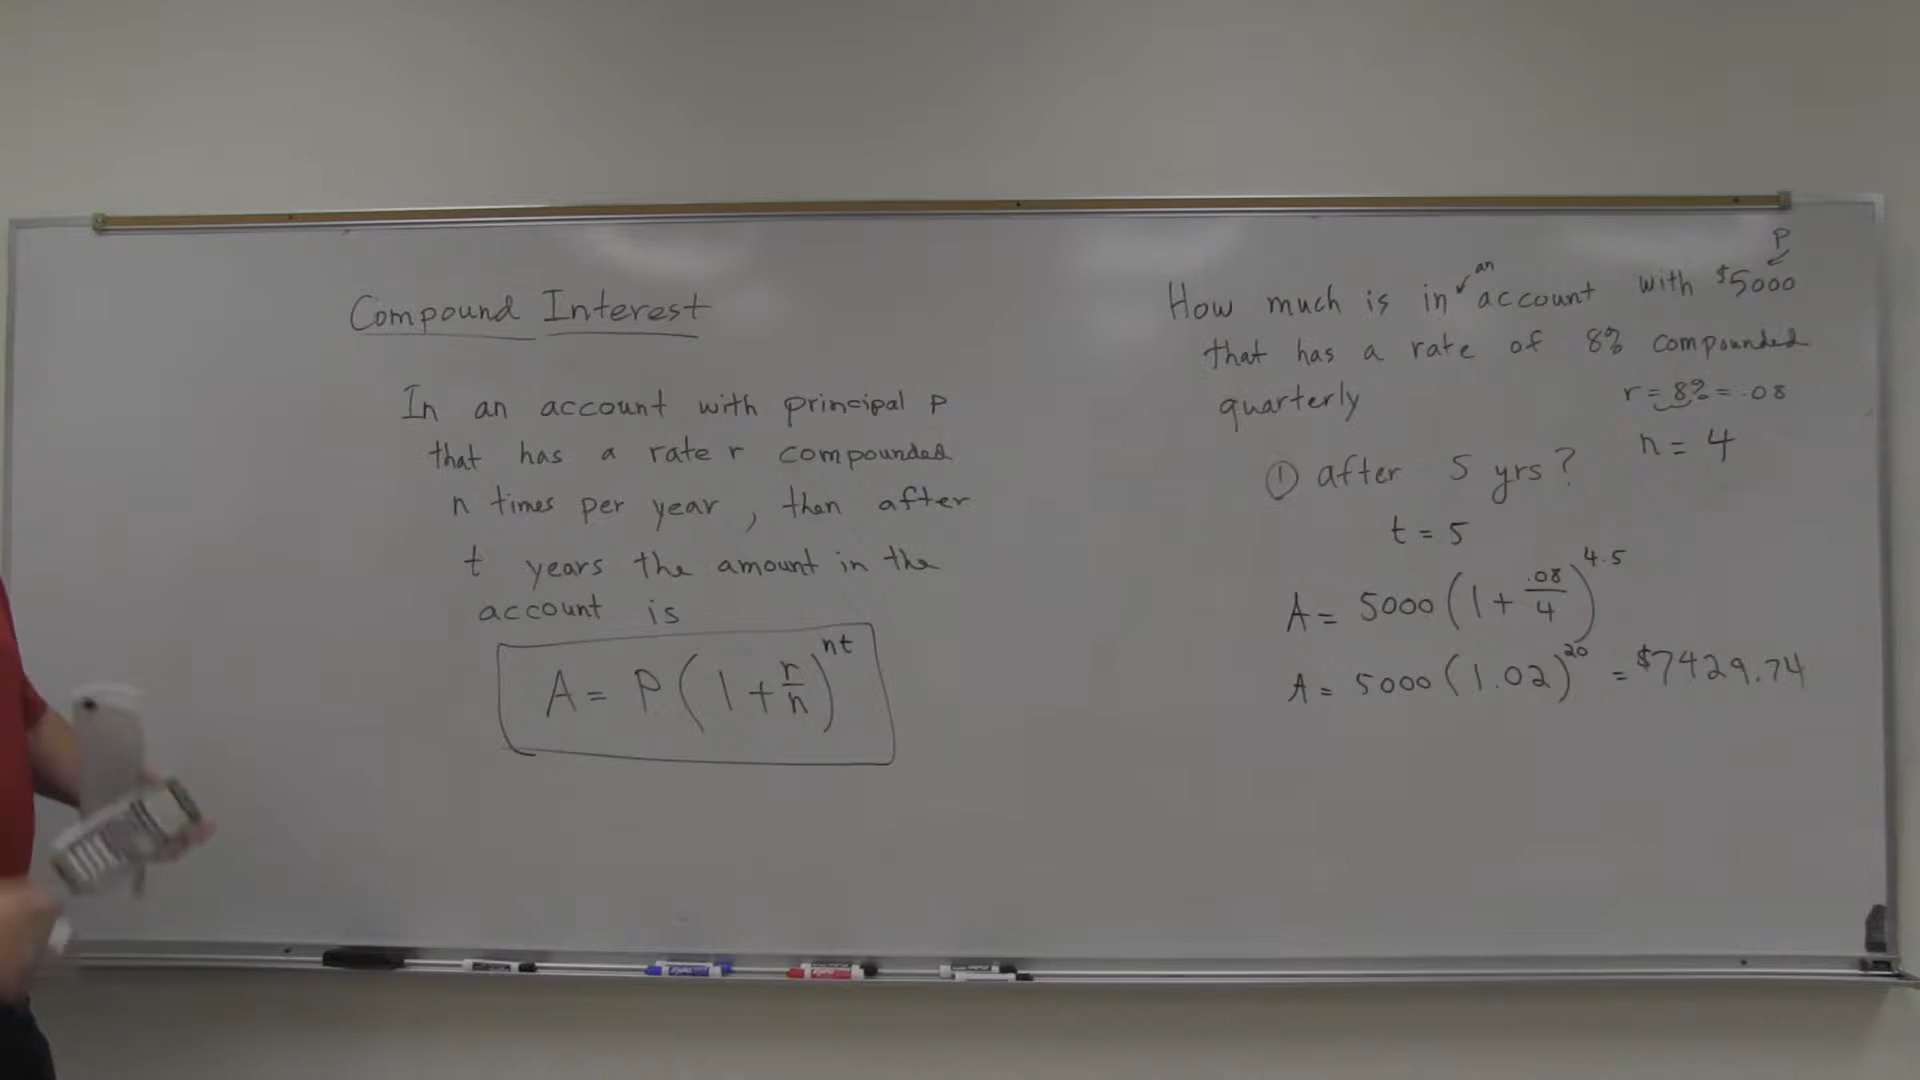 Compound Interest
In an account with principal P
that has a rate r compounded
n times per year, then after
t years the amount in the
account is
A = P(1 + r/n)^nt
P
an
How much is in account with $5000
that has a rate of 8% compounded
quarterly
r = 8% = .08
n = 4
① after 5 yrs?
t = 5
A = 5000(1 + .08/4)^4·5
A = 5000(1.02)^20 = $7429.74